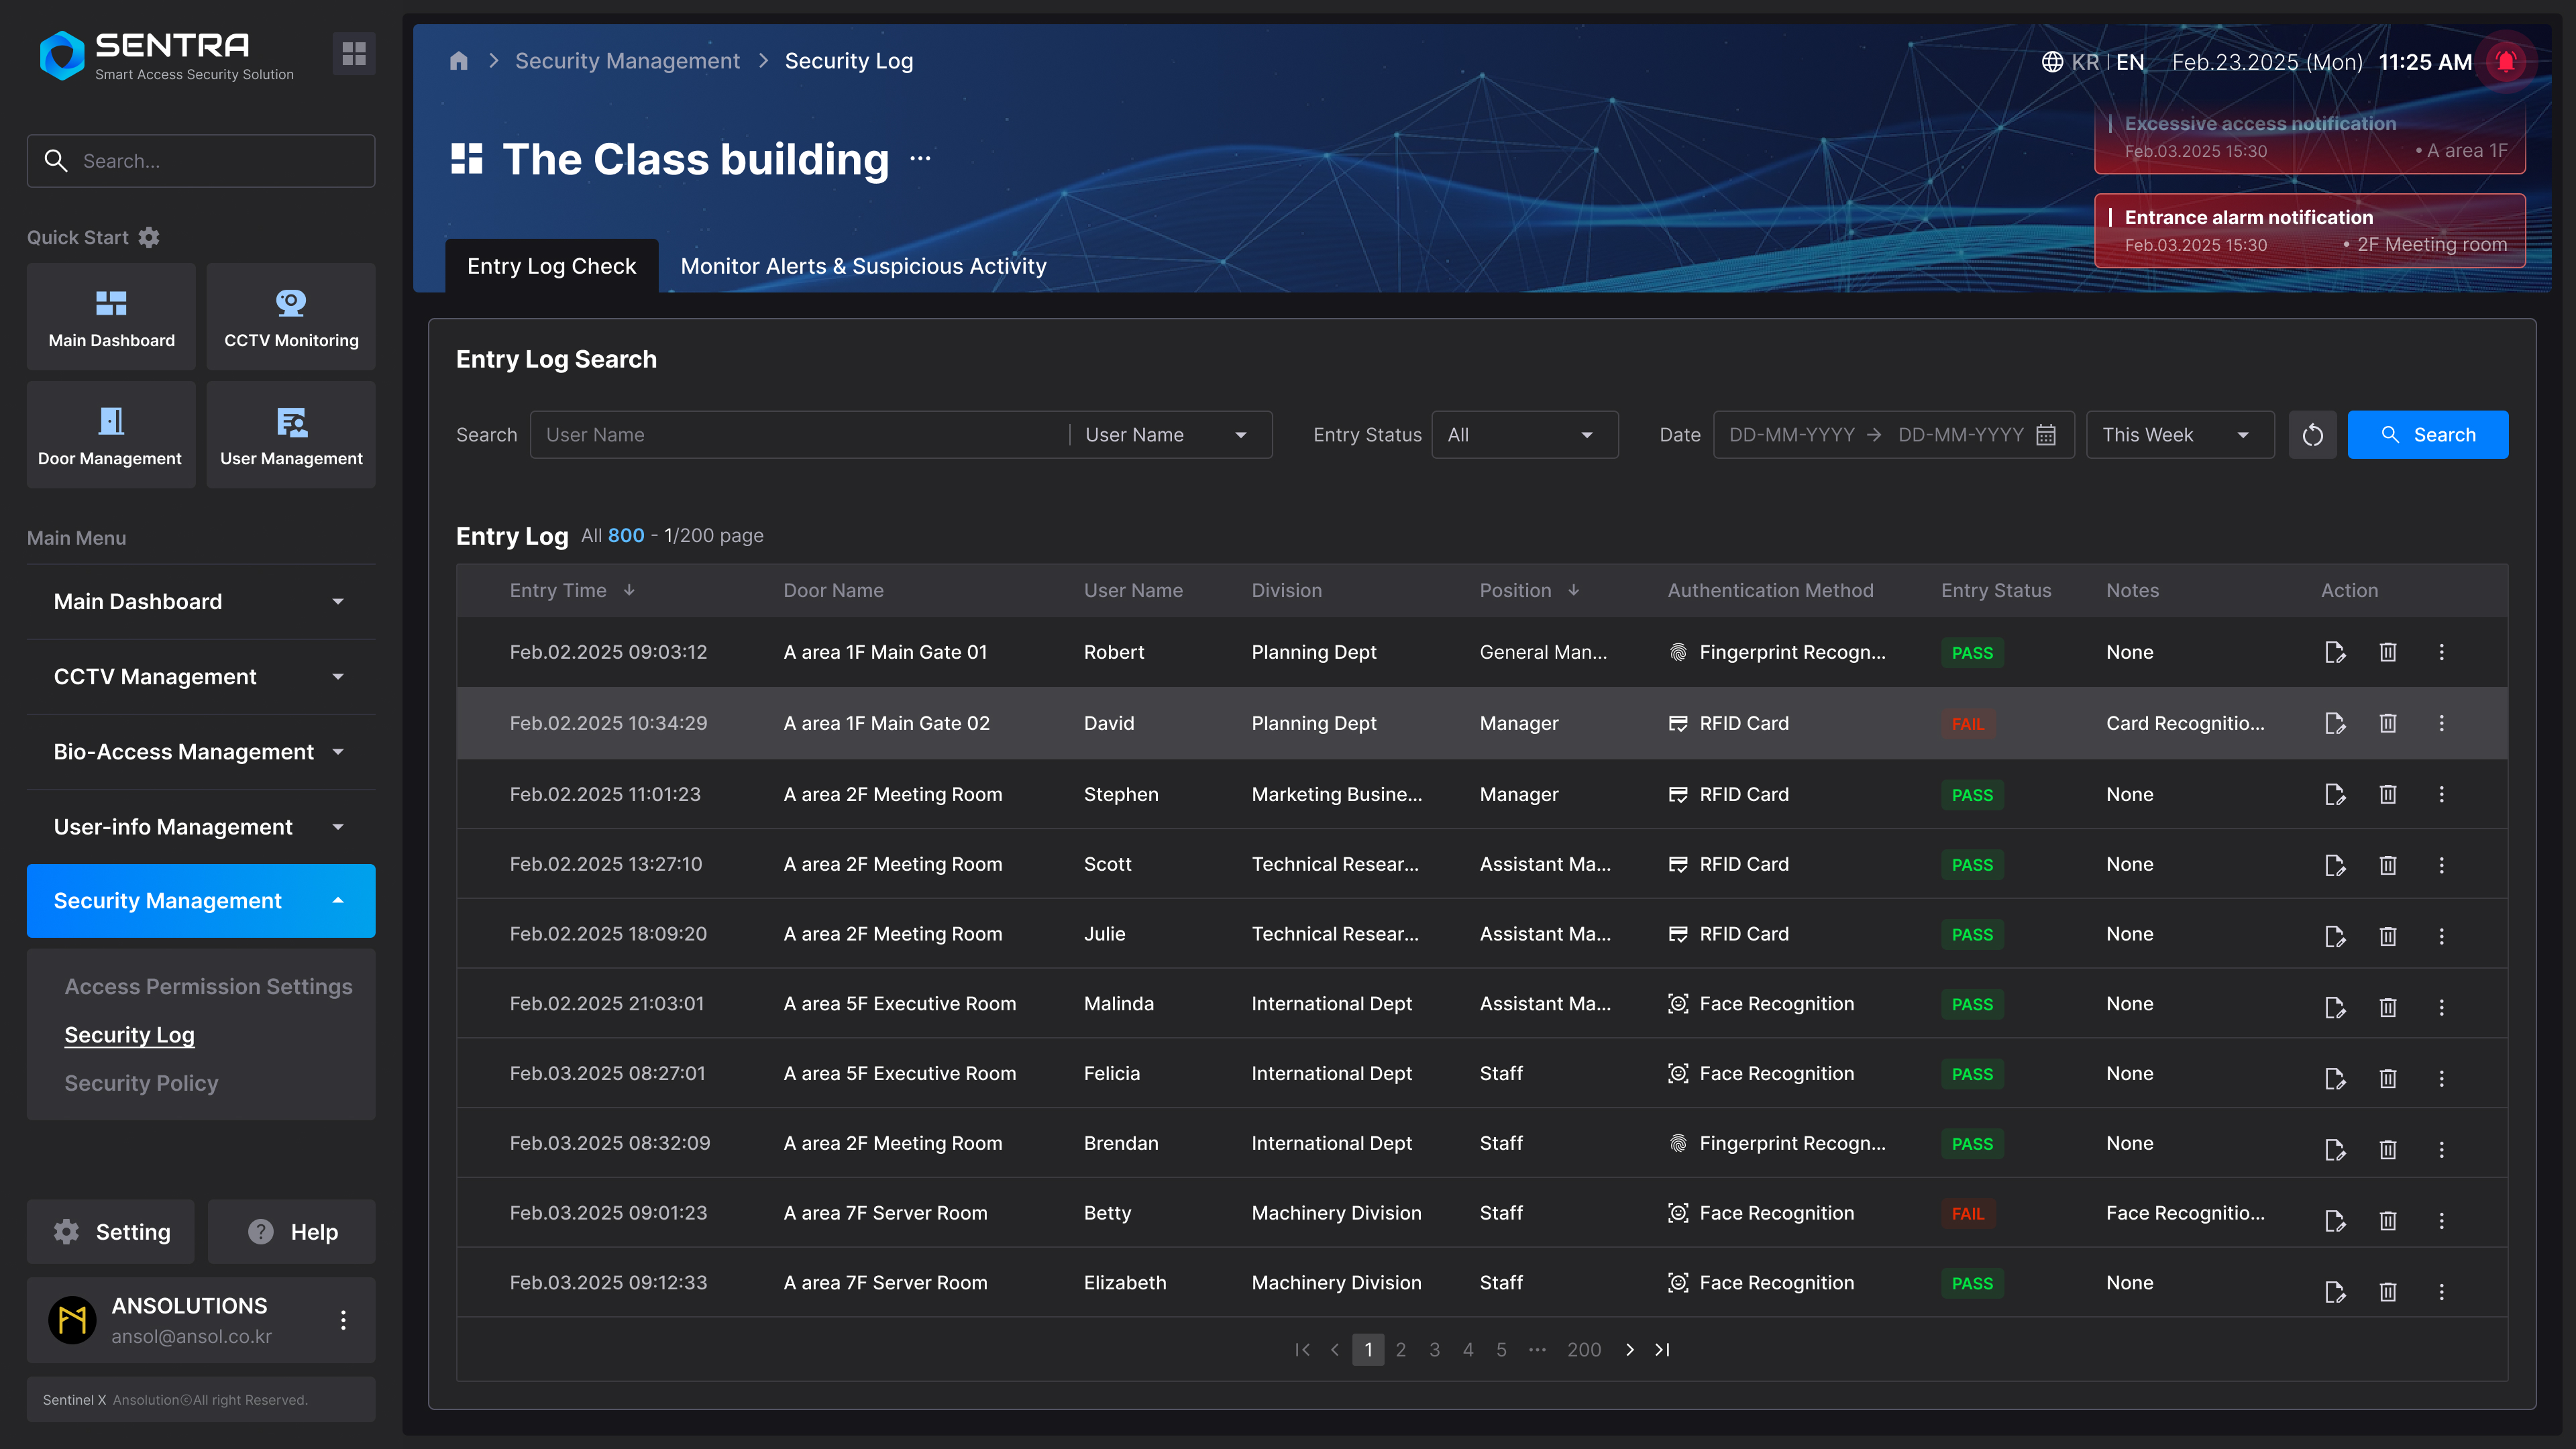 SENTRA
Smart Access Security Solution
Search...
Quick Start
Main Dashboard
CCTV Monitoring
Door Management
User Management
Main Menu
Main Dashboard
CCTV Management
Bio-Access Management
User-info Management
Security Management
Access Permission Settings
Security Log
Security Policy
Setting
Help
ANSOLUTIONS
ansol@ansol.co.kr
Sentinel X Ansolution©All right Reserved.
Security Management > Security Log
KR | EN Feb.23.2025 (Mon) 11:25 AM
The Class building ...
Excessive access notification
Feb.03.2025 15:30 • A area 1F
Entrance alarm notification
Feb.03.2025 15:30 • 2F Meeting room
Entry Log Check
Monitor Alerts & Suspicious Activity
Entry Log Search
Search User Name | User Name Entry Status All Date DD-MM-YYYY → DD-MM-YYYY This Week Search
Entry Log All 800 - 1/200 page
Entry Time ↓ Door Name User Name Division Position ↓ Authentication Method Entry Status Notes Action
Feb.02.2025 09:03:12 A area 1F Main Gate 01 Robert Planning Dept General Man... Fingerprint Recogn... PASS None
Feb.02.2025 10:34:29 A area 1F Main Gate 02 David Planning Dept Manager RFID Card FAIL Card Recognitio...
Feb.02.2025 11:01:23 A area 2F Meeting Room Stephen Marketing Busine... Manager RFID Card PASS None
Feb.02.2025 13:27:10 A area 2F Meeting Room Scott Technical Resear... Assistant Ma... RFID Card PASS None
Feb.02.2025 18:09:20 A area 2F Meeting Room Julie Technical Resear... Assistant Ma... RFID Card PASS None
Feb.02.2025 21:03:01 A area 5F Executive Room Malinda International Dept Assistant Ma... Face Recognition PASS None
Feb.03.2025 08:27:01 A area 5F Executive Room Felicia International Dept Staff Face Recognition PASS None
Feb.03.2025 08:32:09 A area 2F Meeting Room Brendan International Dept Staff Fingerprint Recogn... PASS None
Feb.03.2025 09:01:23 A area 7F Server Room Betty Machinery Division Staff Face Recognition FAIL Face Recognitio...
Feb.03.2025 09:12:33 A area 7F Server Room Elizabeth Machinery Division Staff Face Recognition PASS None
1 2 3 4 5 ... 200